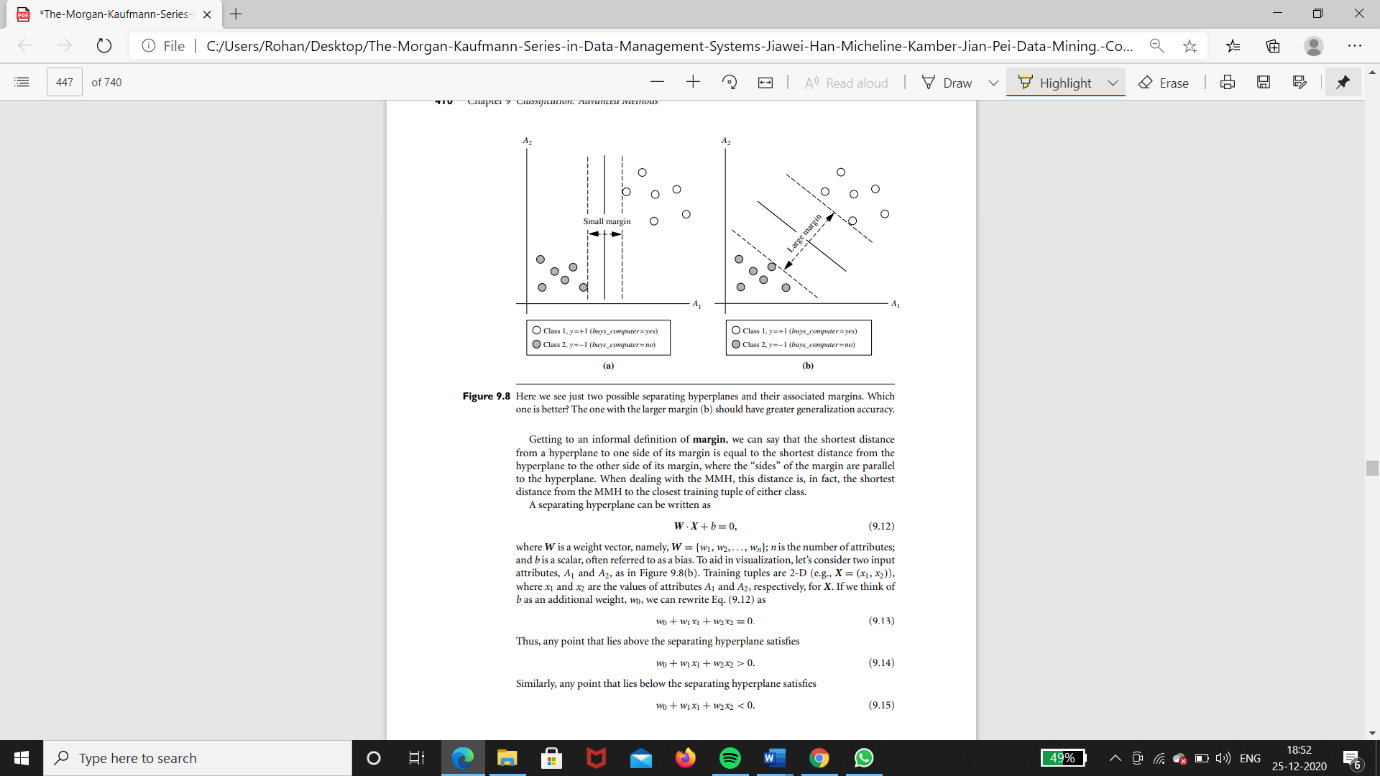 *The-Morgan-Kaufmann-Series-
File | C:/Users/Rohan/Desktop/The-Morgan-Kaufmann-Series-in-Data-Management-Systems-Jiawei-Han-Micheline-Kamber-Jian-Pei-Data-Mining.-Co...
447 of 740 Read aloud Draw Highlight Erase
410 Chapter 9 Classification: Advanced Methods
A2 A2
Small margin Large margin
A1 A1
Class 1, y=+1 (buys_computer=yes) Class 1, y=+1 (buys_computer=yes)
Class 2, y=−1 (buys_computer=no) Class 2, y=−1 (buys_computer=no)
(a) (b)
Figure 9.8 Here we see just two possible separating hyperplanes and their associated margins. Which
one is better? The one with the larger margin (b) should have greater generalization accuracy.
Getting to an informal definition of margin, we can say that the shortest distance
from a hyperplane to one side of its margin is equal to the shortest distance from the
hyperplane to the other side of its margin, where the “sides” of the margin are parallel
to the hyperplane. When dealing with the MMH, this distance is, in fact, the shortest
distance from the MMH to the closest training tuple of either class.
A separating hyperplane can be written as
W · X + b = 0, (9.12)
where W is a weight vector, namely, W = {w1, w2, . . . , wn}; n is the number of attributes;
and b is a scalar, often referred to as a bias. To aid in visualization, let’s consider two input
attributes, A1 and A2, as in Figure 9.8(b). Training tuples are 2-D (e.g., X = (x1, x2)),
where x1 and x2 are the values of attributes A1 and A2, respectively, for X. If we think of
b as an additional weight, w0, we can rewrite Eq. (9.12) as
w0 + w1x1 + w2x2 = 0. (9.13)
Thus, any point that lies above the separating hyperplane satisfies
w0 + w1x1 + w2x2 > 0. (9.14)
Similarly, any point that lies below the separating hyperplane satisfies
w0 + w1x1 + w2x2 < 0. (9.15)
Type here to search
49%
ENG
18:52
25-12-2020
6